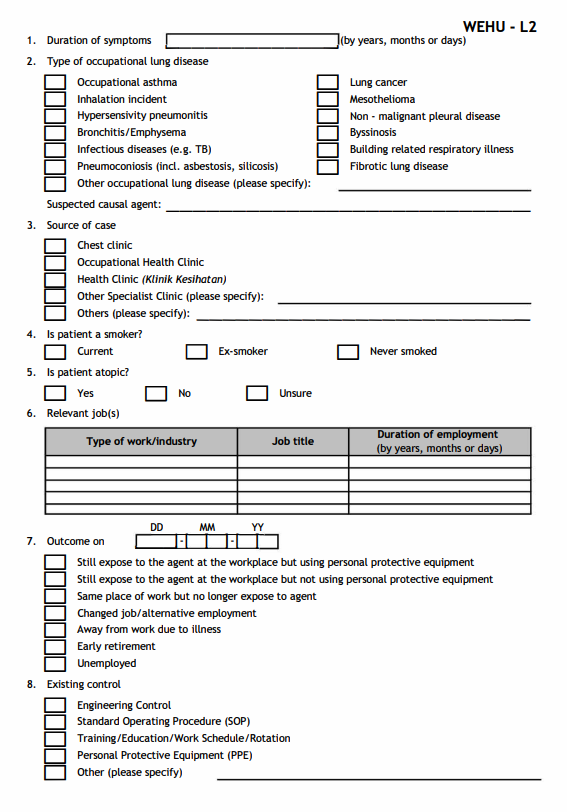 WEHU - L2
1. Duration of symptoms (by years, months or days)
2. Type of occupational lung disease
Occupational asthma Lung cancer
Inhalation incident Mesothelioma
Hypersensivity pneumonitis Non - malignant pleural disease
Bronchitis/Emphysema Byssinosis
Infectious diseases (e.g. TB) Building related respiratory illness
Pneumoconiosis (incl. asbestosis, silicosis) Fibrotic lung disease
Other occupational lung disease (please specify):
Suspected causal agent:
3. Source of case
Chest clinic
Occupational Health Clinic
Health Clinic (Klinik Kesihatan)
Other Specialist Clinic (please specify):
Others (please specify):
4. Is patient a smoker?
Current Ex-smoker Never smoked
5. Is patient atopic?
Yes No Unsure
6. Relevant job(s)
Type of work/industry Job title Duration of employment
(by years, months or days)
DD MM YY
7. Outcome on - -
Still expose to the agent at the workplace but using personal protective equipment
Still expose to the agent at the workplace but not using personal protective equipment
Same place of work but no longer expose to agent
Changed job/alternative employment
Away from work due to illness
Early retirement
Unemployed
8. Existing control
Engineering Control
Standard Operating Procedure (SOP)
Training/Education/Work Schedule/Rotation
Personal Protective Equipment (PPE)
Other (please specify)